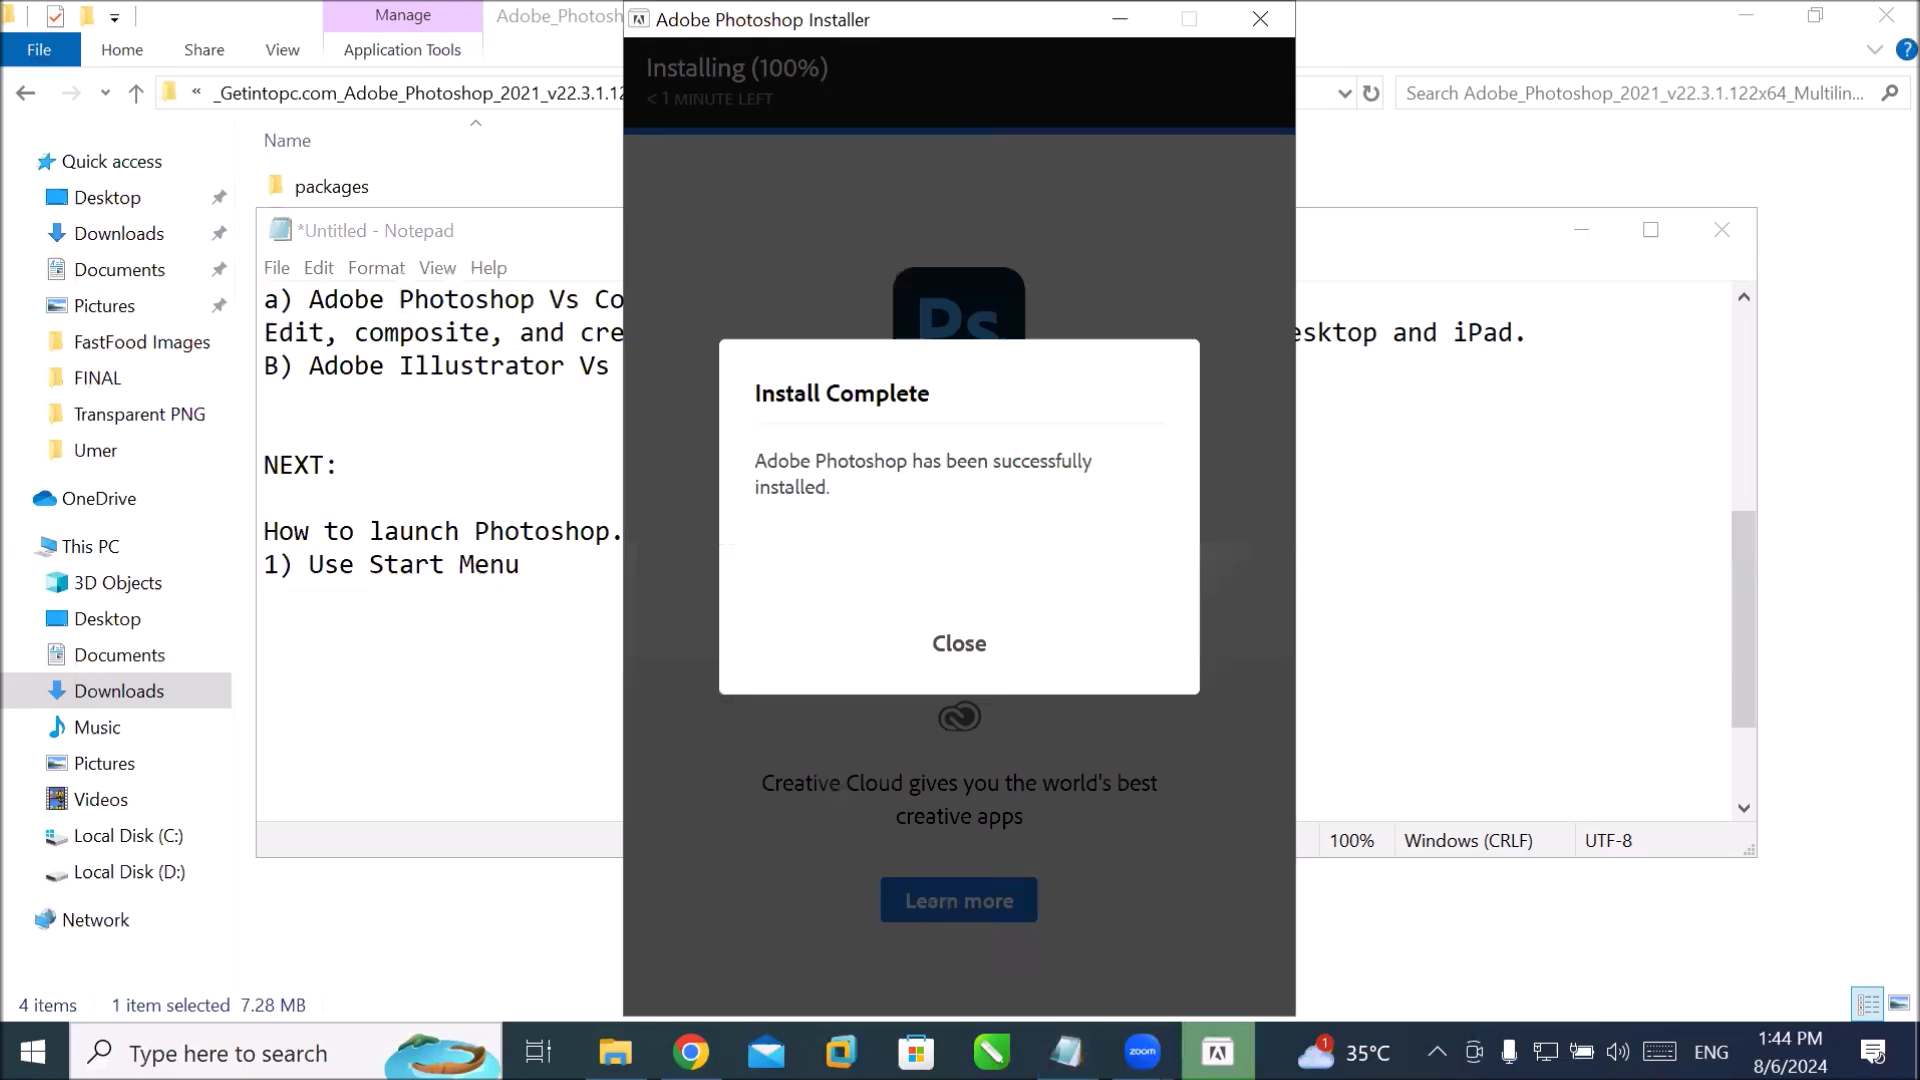 Manage
Adobe_Photosh
File
Home
Share
View
Application Tools
« _Getintopc.com_Adobe_Photoshop_2021_v22.3.1.12
Search Adobe_Photoshop_2021_v22.3.1.122x64_Multilin...
Name
packages
Quick access
Desktop
Downloads
Documents
Pictures
FastFood Images
FINAL
Transparent PNG
Umer
OneDrive
This PC
3D Objects
Desktop
Documents
Downloads
Music
Pictures
Videos
Local Disk (C:)
Local Disk (D:)
Network
4 items
1 item selected 7.28 MB
*Untitled - Notepad
File Edit Format View Help
a) Adobe Photoshop Vs Co
Edit, composite, and cre
esktop and iPad.
B) Adobe Illustrator Vs
NEXT:
How to launch Photoshop.
1) Use Start Menu
100%
Windows (CRLF)
UTF-8
Adobe Photoshop Installer
Installing (100%)
< 1 MINUTE LEFT
Ps
Install Complete
Adobe Photoshop has been successfully
installed.
Close
Creative Cloud gives you the world's best
creative apps
Learn more
Type here to search
zoom
1
35°C
ENG
1:44 PM
8/6/2024